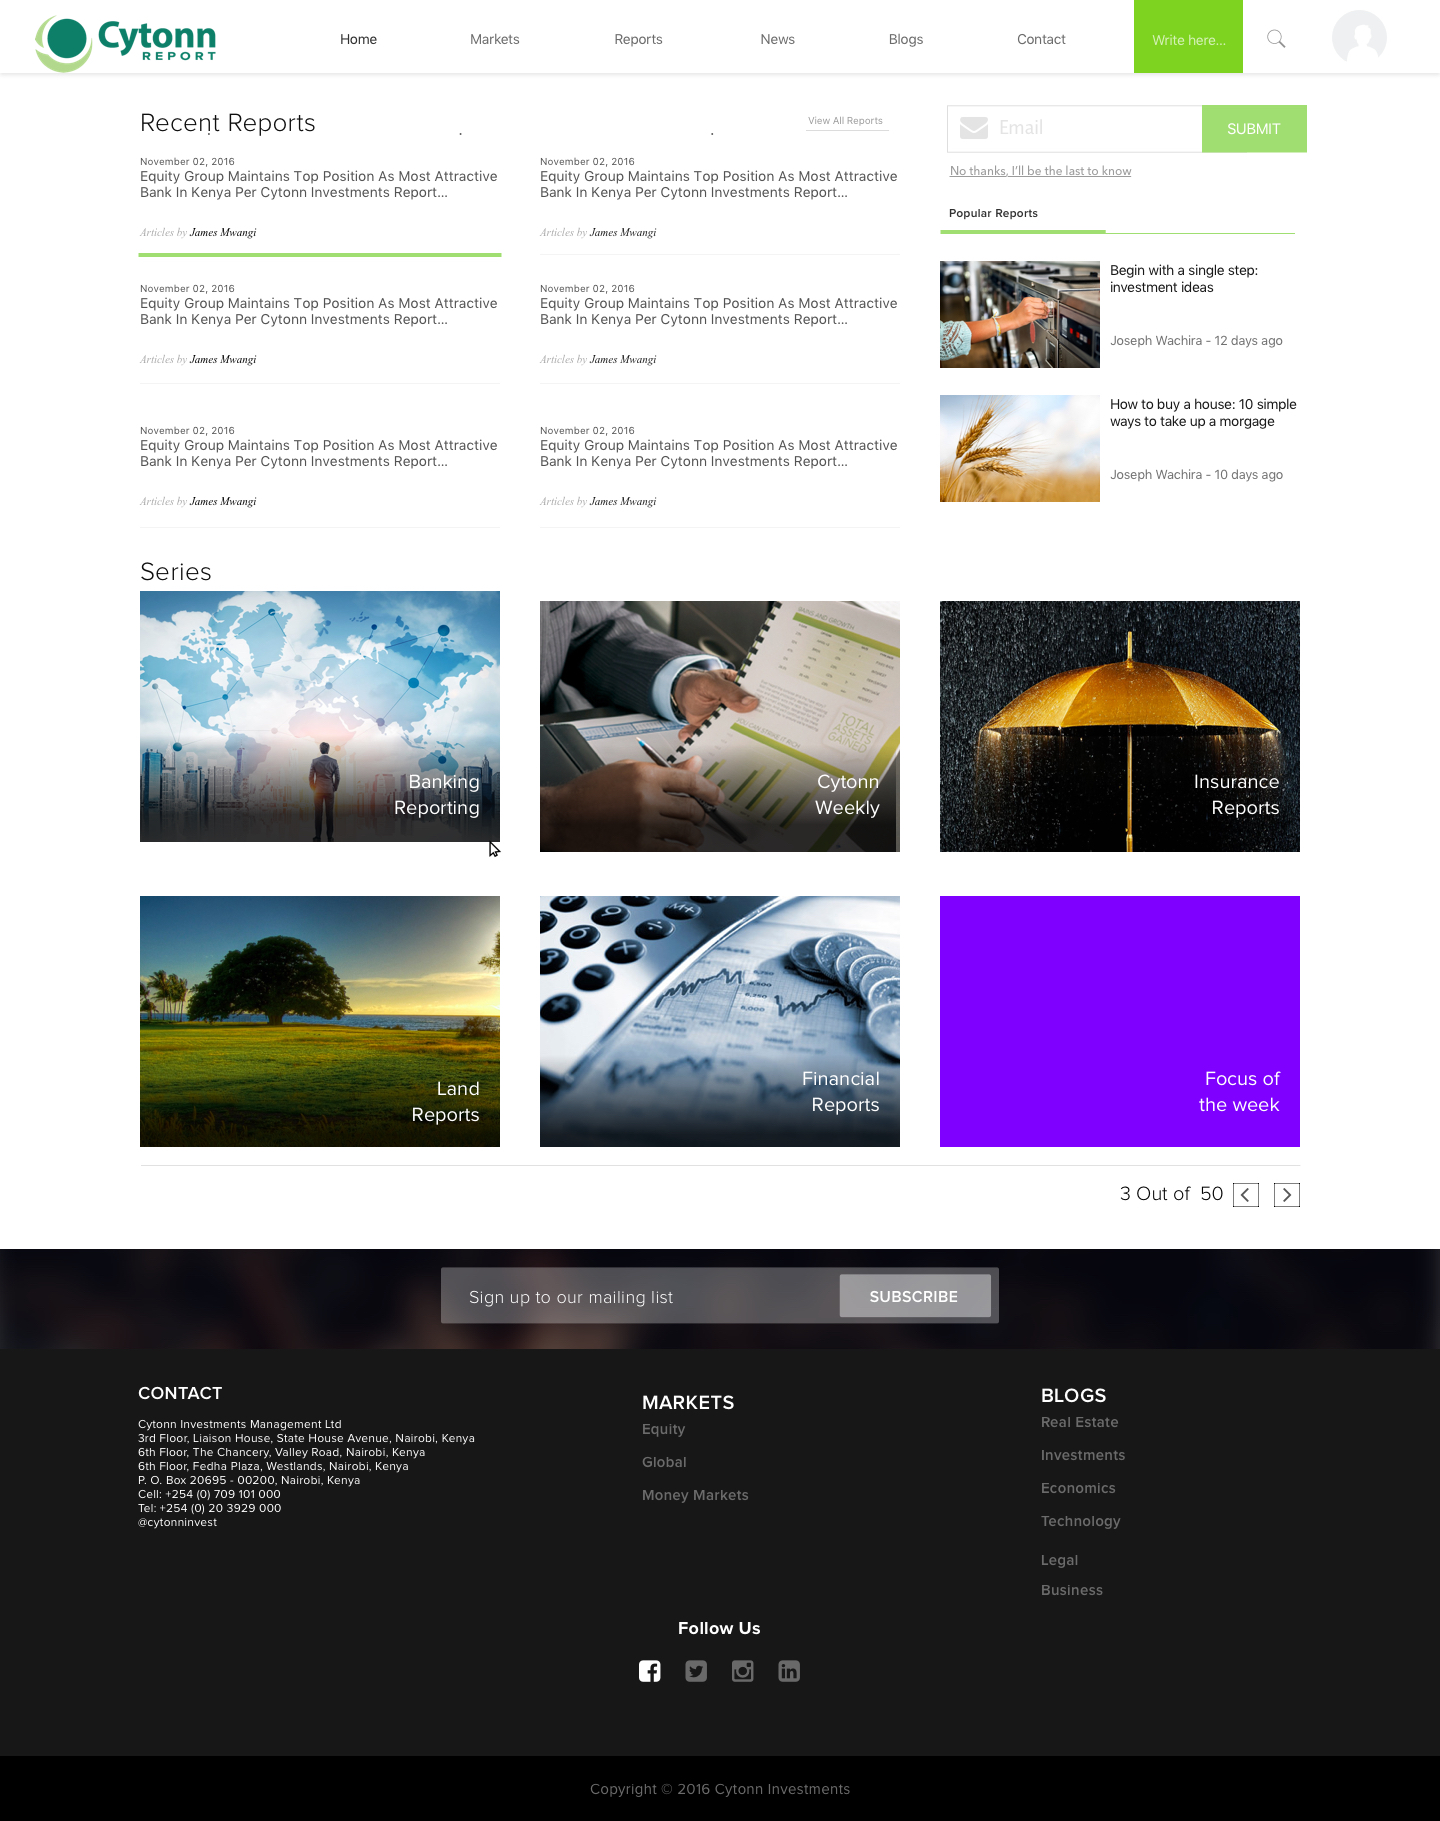 Cytonn
REPORT
Home
Markets
Reports
News
Blogs
Contact
Write here...
Recent Reports
View All Reports
November 02, 2016
Equity Group Maintains Top Position As Most Attractive
Bank In Kenya Per Cytonn Investments Report...
Articles by James Mwangi
November 02, 2016
Equity Group Maintains Top Position As Most Attractive
Bank In Kenya Per Cytonn Investments Report...
Articles by James Mwangi
November 02, 2016
Equity Group Maintains Top Position As Most Attractive
Bank In Kenya Per Cytonn Investments Report...
Articles by James Mwangi
November 02, 2016
Equity Group Maintains Top Position As Most Attractive
Bank In Kenya Per Cytonn Investments Report...
Articles by James Mwangi
November 02, 2016
Equity Group Maintains Top Position As Most Attractive
Bank In Kenya Per Cytonn Investments Report...
Articles by James Mwangi
November 02, 2016
Equity Group Maintains Top Position As Most Attractive
Bank In Kenya Per Cytonn Investments Report...
Articles by James Mwangi
Email
SUBMIT
No thanks, I'll be the last to know
Popular Reports
Begin with a single step:
investment ideas
Joseph Wachira - 12 days ago
How to buy a house: 10 simple
ways to take up a morgage
Joseph Wachira - 10 days ago
Series
Banking
Reporting
TOTAL
ASSETS
GAINED
Cytonn
Weekly
Insurance
Reports
Land
Reports
M+
Financial
Reports
Focus of
the week
3 Out of 50
Sign up to our mailing list
SUBSCRIBE
CONTACT
Cytonn Investments Management Ltd
3rd Floor, Liaison House, State House Avenue, Nairobi, Kenya
6th Floor, The Chancery, Valley Road, Nairobi, Kenya
6th Floor, Fedha Plaza, Westlands, Nairobi, Kenya
P. O. Box 20695 - 00200, Nairobi, Kenya
Cell: +254 (0) 709 101 000
Tel: +254 (0) 20 3929 000
@cytonninvest
MARKETS
Equity
Global
Money Markets
BLOGS
Real Estate
Investments
Economics
Technology
Legal
Business
Follow Us
Copyright © 2016 Cytonn Investments